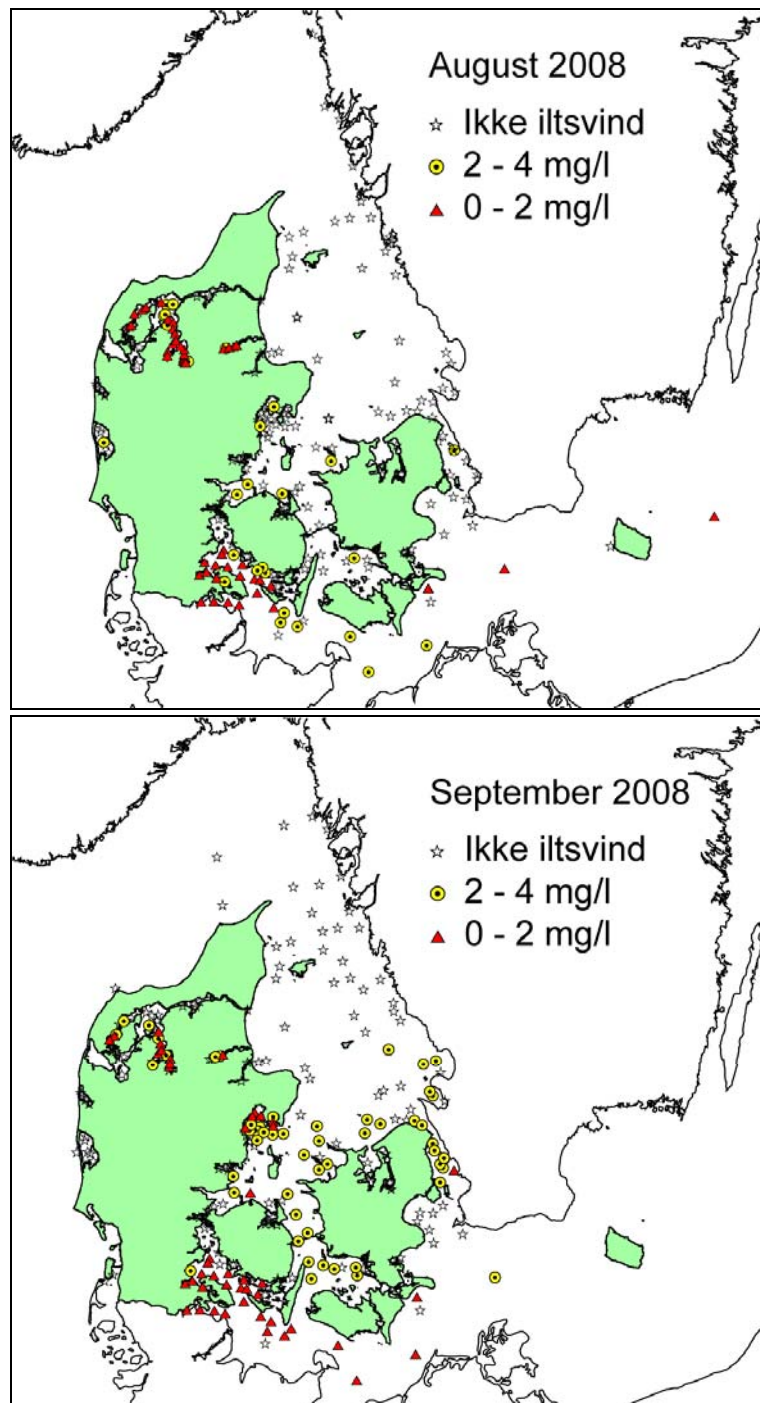 August 2008
Ikke iltsvind
2 - 4 mg/l
0 - 2 mg/l
September 2008
Ikke iltsvind
2 - 4 mg/l
0 - 2 mg/l